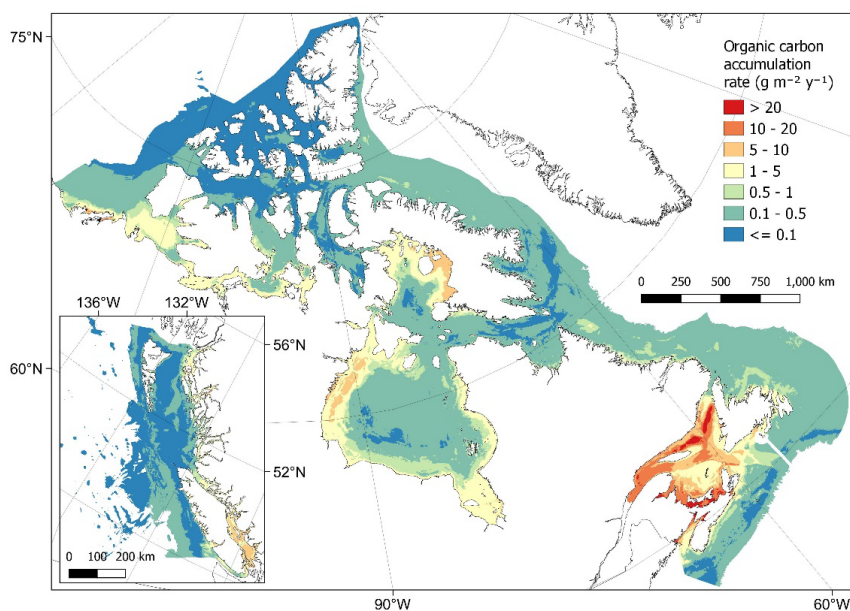 75°N
Organic carbon
accumulation
rate (g m⁻² y⁻¹)
> 20
10 - 20
5 - 10
1 - 5
0.5 - 1
0.1 - 0.5
<= 0.1
0 250 500 750 1,000 km
136°W 132°W
56°N
60°N
52°N
0 100 200 km
90°W 60°W